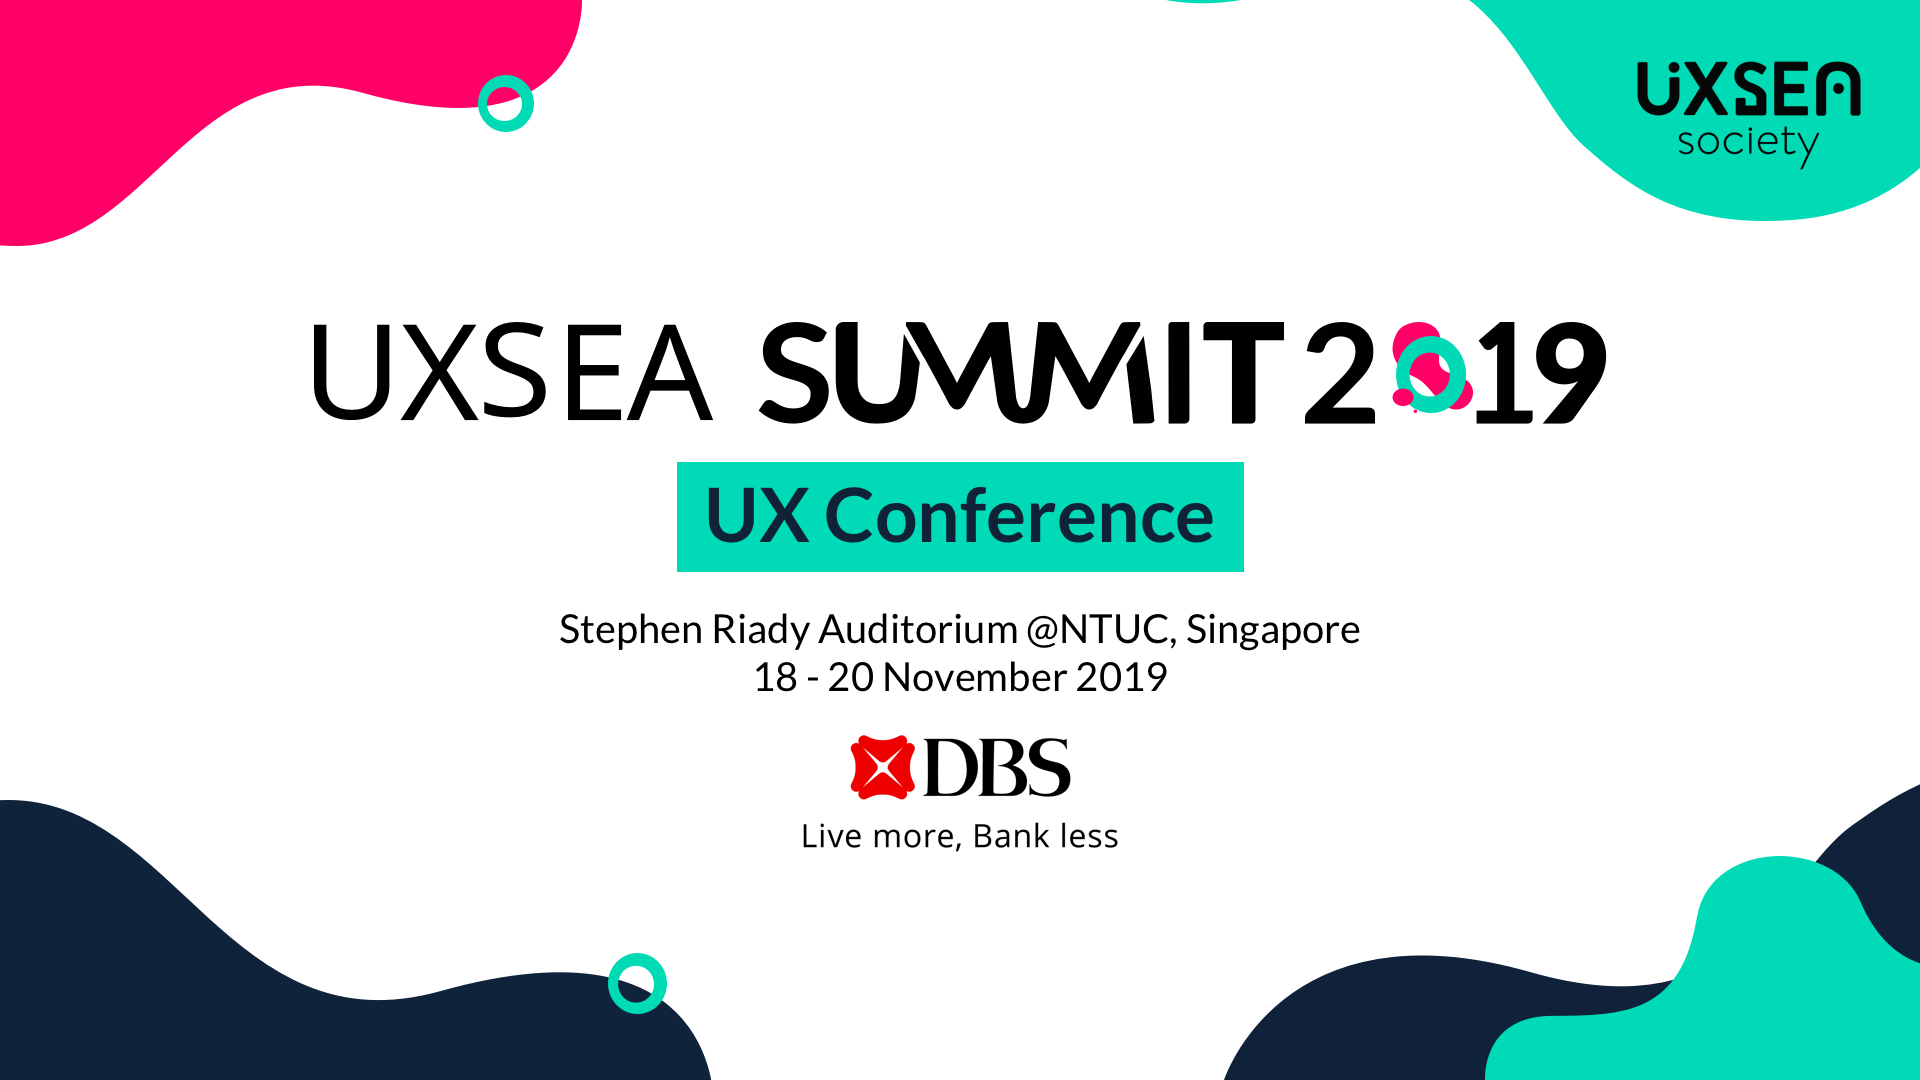 UXSEA
society
UXSEA SUMMIT 2019
UX Conference
Stephen Riady Auditorium @NTUC, Singapore
18 - 20 November 2019
DBS
Live more, Bank less